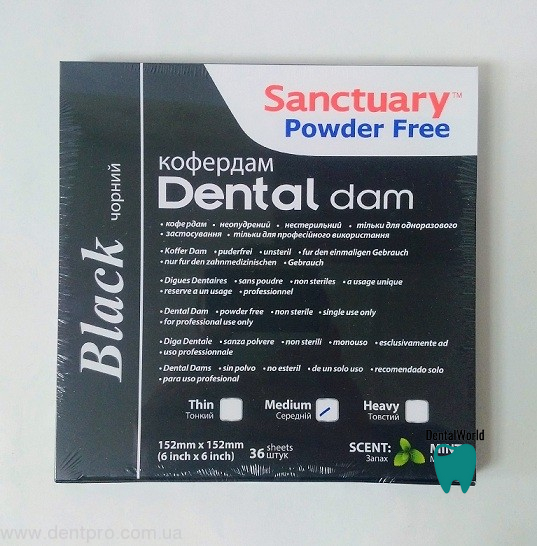 Sanctuary™
Powder Free
Black
чорний
кофердам
Dental dam
• кофердам • неопудрений • нестерильний • тільки для одноразового
• застосування • тільки для професійного використання
• Koffer Dam • puderfrei • unsteril • fur den einmaligen Gebrauch
• nur fur den zahnmedizinischen • Gebrauch
• Digues Dentaires • sans poudre • non steriles • a usage unique
• reserve a un usage • professionnel
• Dental Dam • powder free • non sterile • single use only
• for professional use only
• Diga Dentale • sanza polvere • non sterili • monouso • esclusivamente ad
• uso professionnale
• Dental Dams • sin polvo • no esteril • de un solo uso • recomendado solo
• para uso profesional
Thin Medium Heavy
Тонкий Середній Товстий
152mm x 152mm
(6 inch x 6 inch)
36 sheets
штук
SCENT: MINT
Запах
DentalWorld
www.dentpro.com.ua